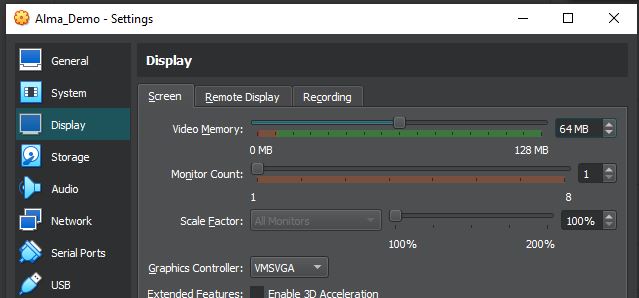 Alma_Demo - Settings
General
System
Display
Storage
Audio
Network
Serial Ports
USB
Display
Screen Remote Display Recording
Video Memory: 64 MB
0 MB 128 MB
Monitor Count: 1
1 8
Scale Factor: All Monitors 100%
100% 200%
Graphics Controller: VMSVGA
Extended Features: Enable 3D Acceleration